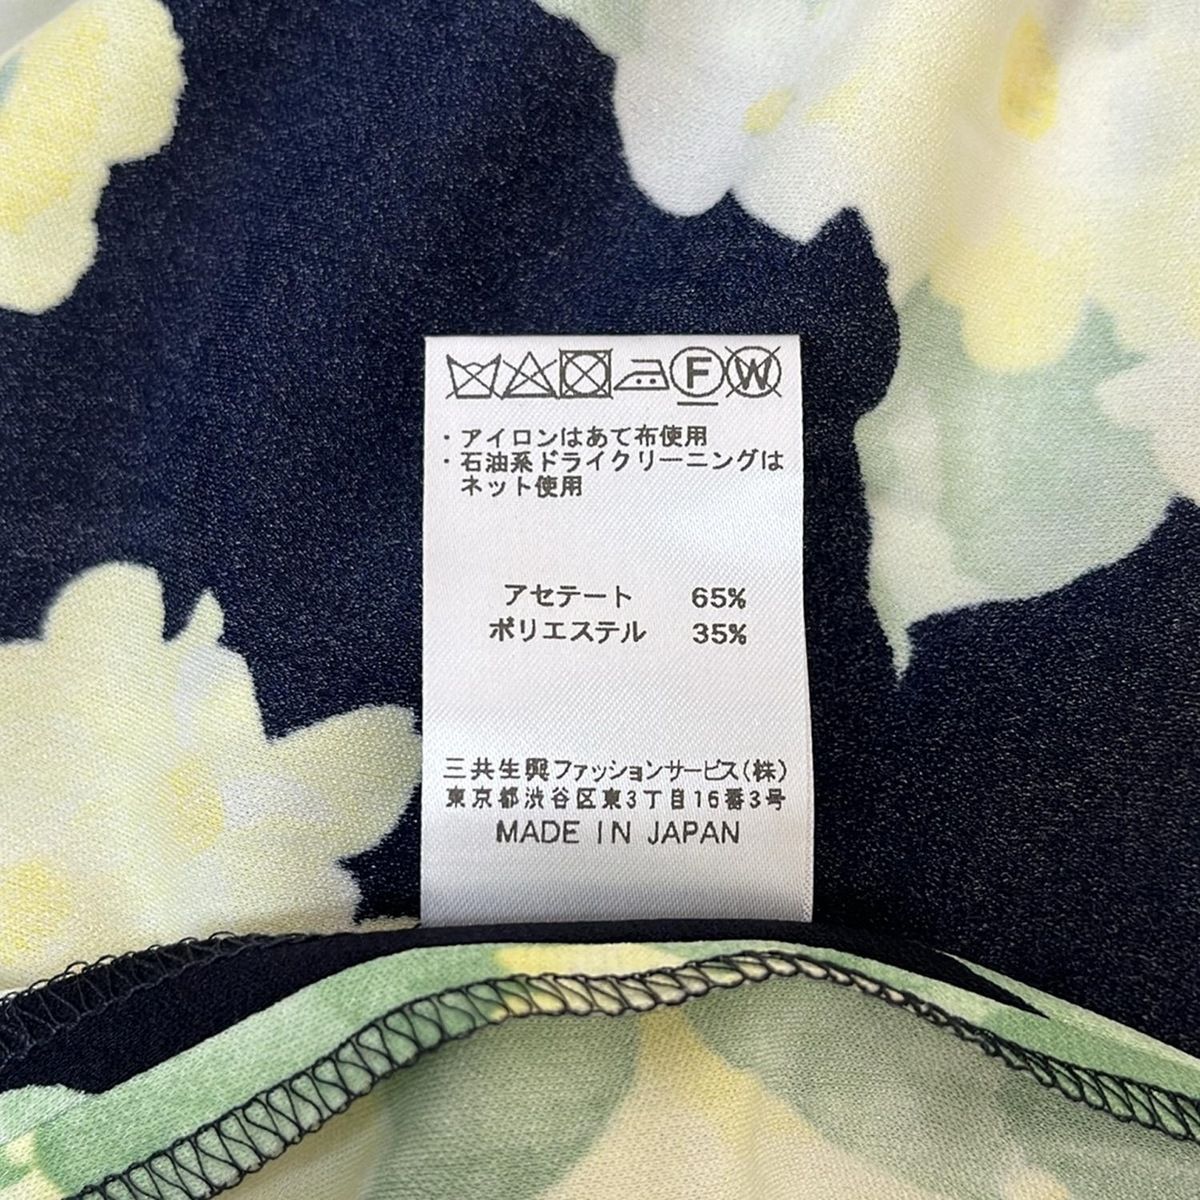 F W
・アイロンはあて布使用
・石油系ドライクリーニングは
ネット使用
アセテート 65%
ポリエステル 35%
三共生興ファッションサービス(株)
東京都渋谷区東3丁目16番3号
MADE IN JAPAN